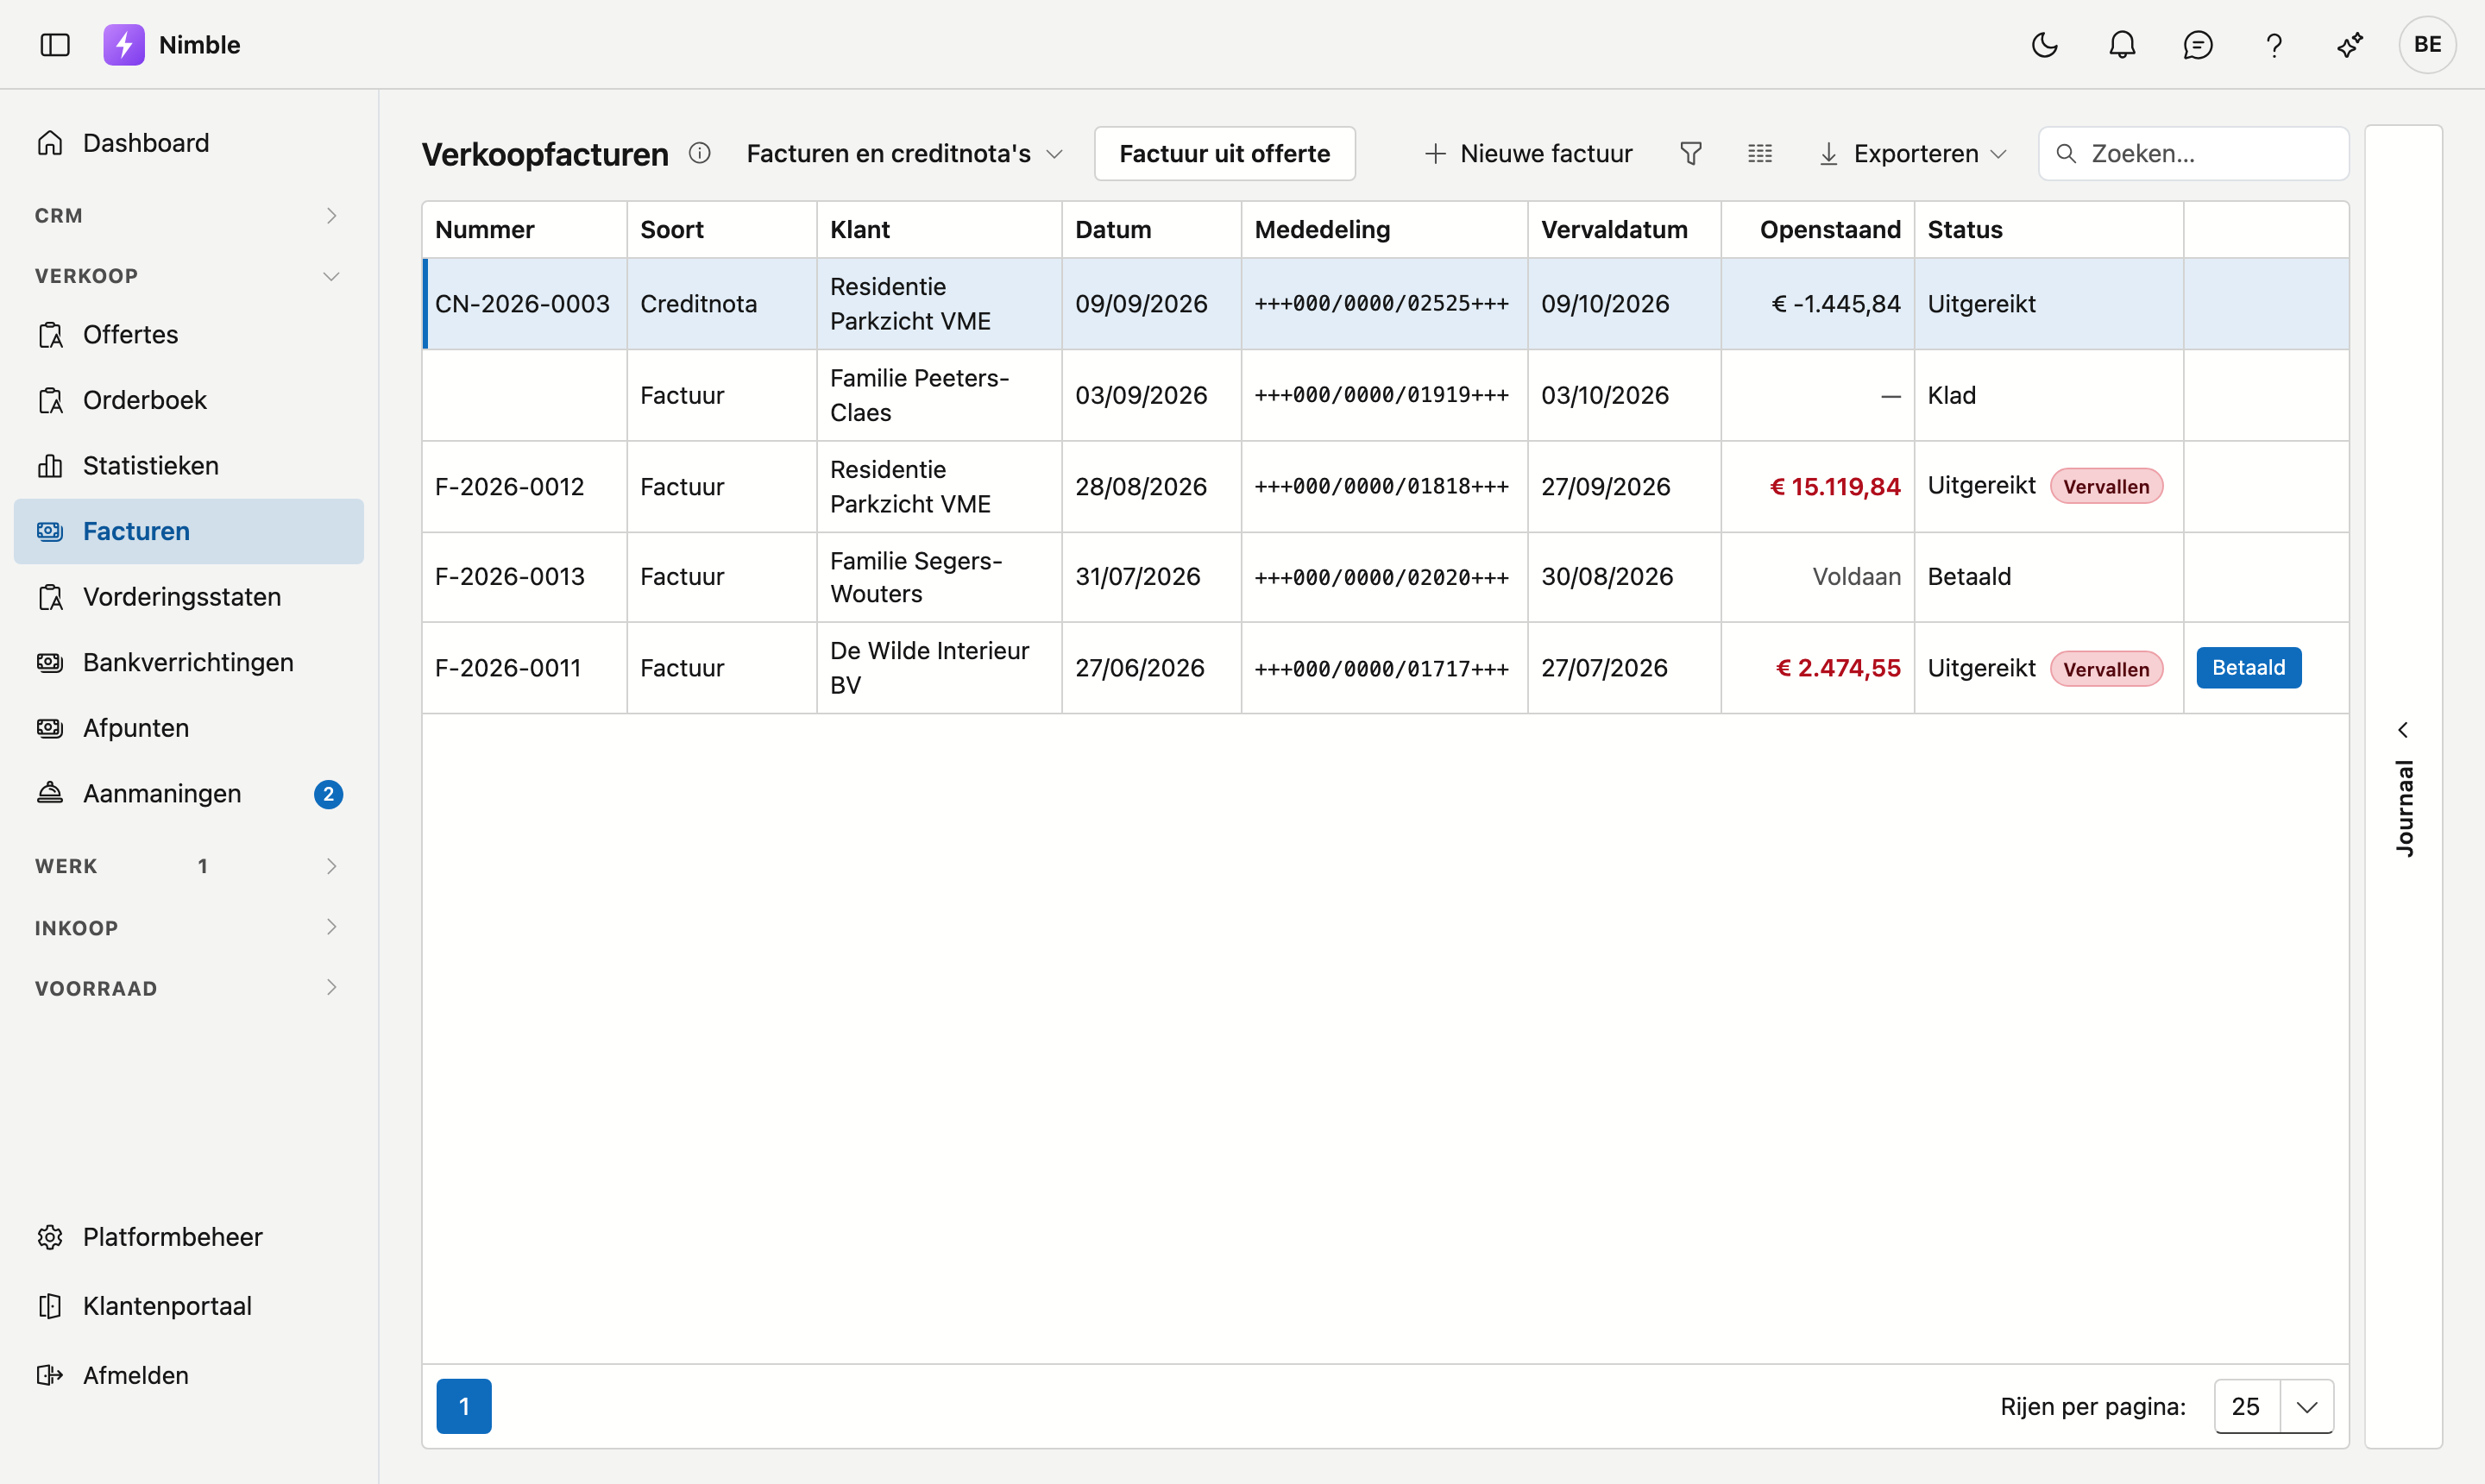 Nimble
BE
Dashboard
CRM
VERKOOP
Offertes
Orderboek
Statistieken
Facturen
Vorderingsstaten
Bankverrichtingen
Afpunten
Aanmaningen 2
WERK 1
INKOOP
VOORRAAD
Platformbeheer
Klantenportaal
Afmelden
Verkoopfacturen Facturen en creditnota's Factuur uit offerte Nieuwe factuur Exporteren Zoeken...
Nummer Soort Klant Datum Mededeling Vervaldatum Openstaand Status
CN-2026-0003 Creditnota Residentie Parkzicht VME 09/09/2026 +++000/0000/02525+++ 09/10/2026 € -1.445,84 Uitgereikt
Factuur Familie Peeters-Claes 03/09/2026 +++000/0000/01919+++ 03/10/2026 — Klad
F-2026-0012 Factuur Residentie Parkzicht VME 28/08/2026 +++000/0000/01818+++ 27/09/2026 € 15.119,84 Uitgereikt Vervallen
F-2026-0013 Factuur Familie Segers-Wouters 31/07/2026 +++000/0000/02020+++ 30/08/2026 Voldaan Betaald
F-2026-0011 Factuur De Wilde Interieur BV 27/06/2026 +++000/0000/01717+++ 27/07/2026 € 2.474,55 Uitgereikt Vervallen Betaald
1 Rijen per pagina: 25
Journaal